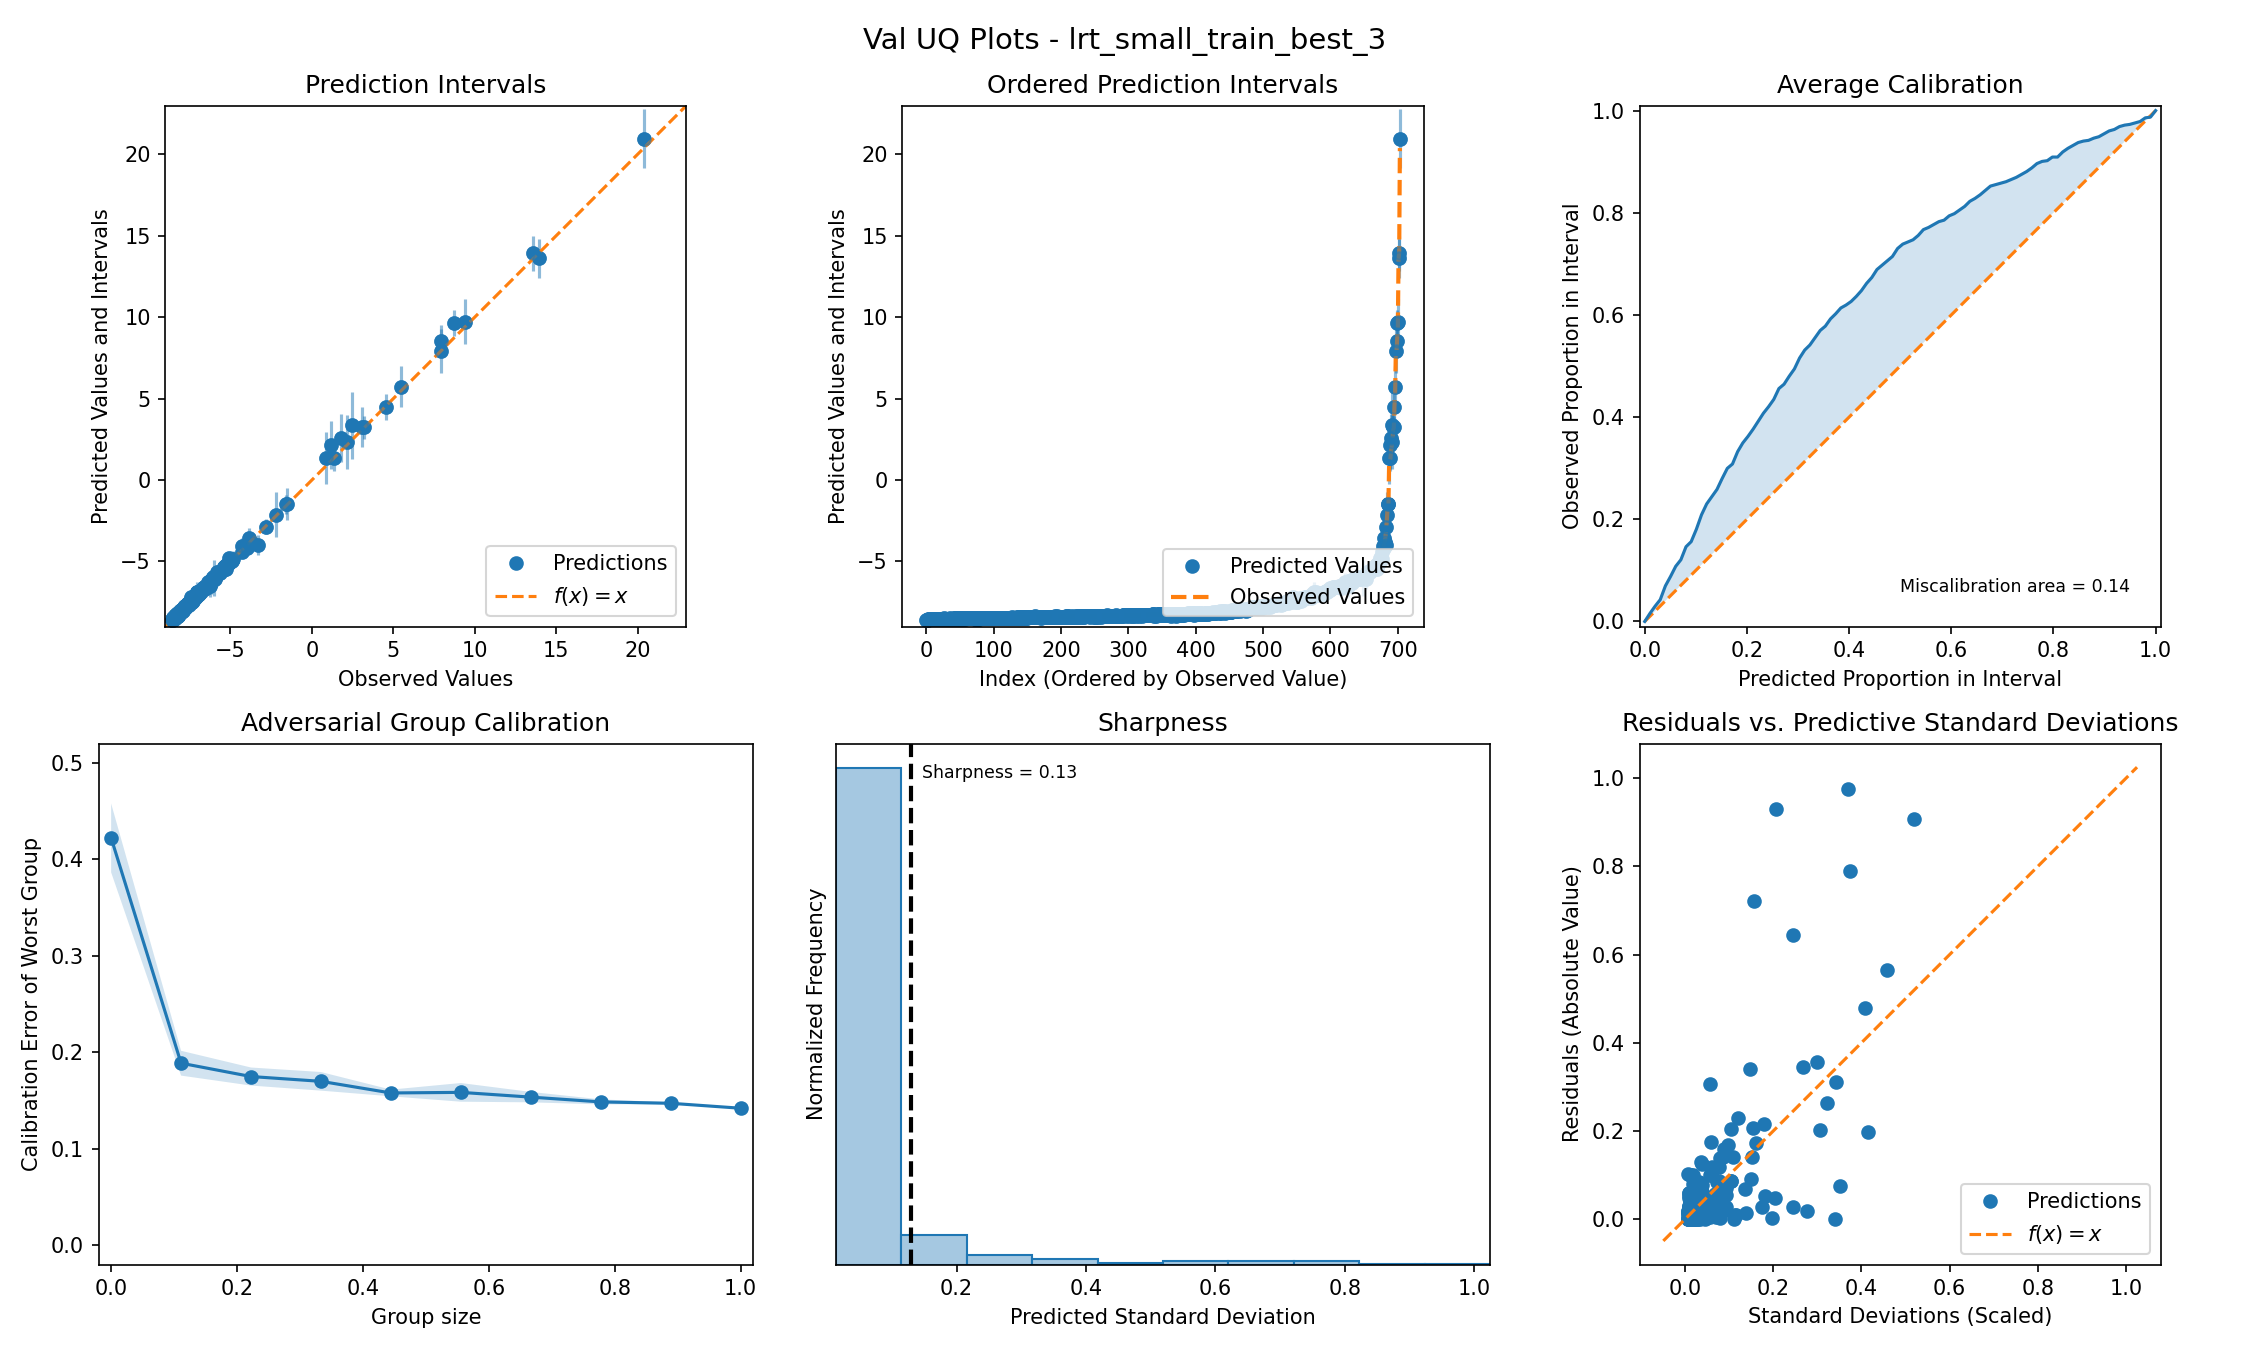 Val UQ Plots - lrt_small_train_best_3
Prediction Intervals
Predicted Values and Intervals
20
15
10
5
0
−5
−5 0 5 10 15 20
Observed Values
Predictions
f(x) = x
Ordered Prediction Intervals
Predicted Values and Intervals
20
15
10
5
0
−5
0 100 200 300 400 500 600 700
Index (Ordered by Observed Value)
Predicted Values
Observed Values
Average Calibration
Observed Proportion in Interval
1.0
0.8
0.6
0.4
0.2
0.0
0.0 0.2 0.4 0.6 0.8 1.0
Predicted Proportion in Interval
Miscalibration area = 0.14
Adversarial Group Calibration
Calibration Error of Worst Group
0.5
0.4
0.3
0.2
0.1
0.0
0.0 0.2 0.4 0.6 0.8 1.0
Group size
Sharpness
Normalized Frequency
Sharpness = 0.13
0.2 0.4 0.6 0.8 1.0
Predicted Standard Deviation
Residuals vs. Predictive Standard Deviations
Residuals (Absolute Value)
1.0
0.8
0.6
0.4
0.2
0.0
0.0 0.2 0.4 0.6 0.8 1.0
Standard Deviations (Scaled)
Predictions
f(x) = x